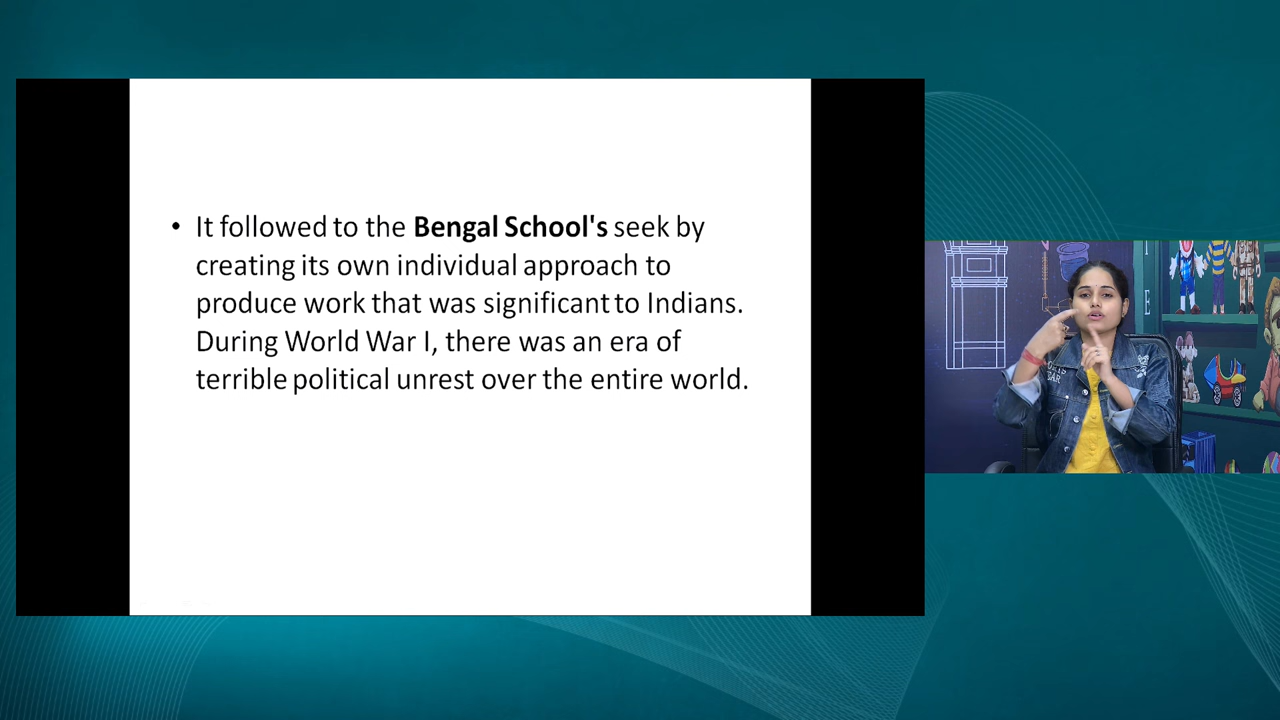 • It followed to the Bengal School's seek by
creating its own individual approach to
produce work that was significant to Indians.
During World War I, there was an era of
terrible political unrest over the entire world.